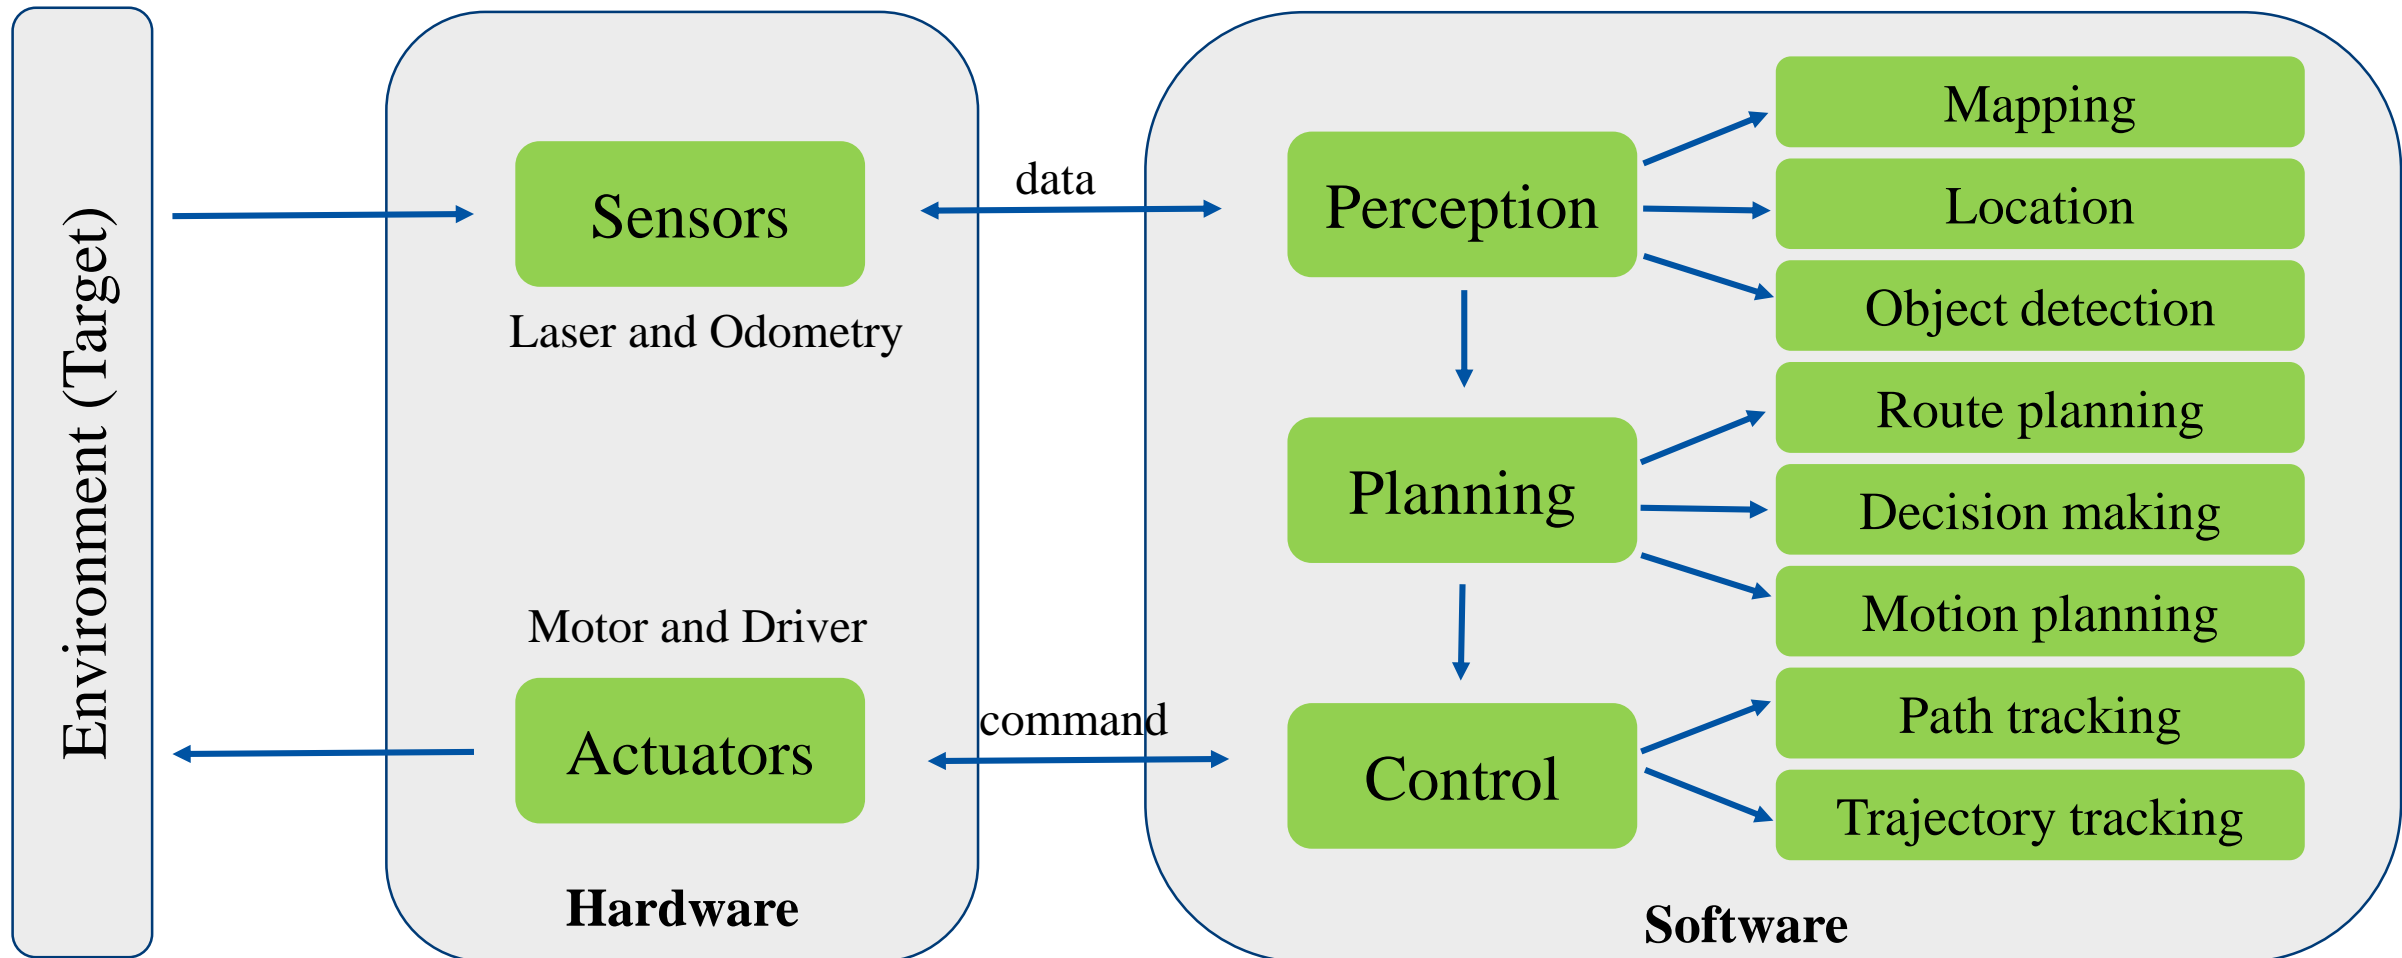 Environment (Target)
Sensors
Laser and Odometry
Motor and Driver
Actuators
Hardware
data
command
Perception
Planning
Control
Mapping
Location
Object detection
Route planning
Decision making
Motion planning
Path tracking
Trajectory tracking
Software